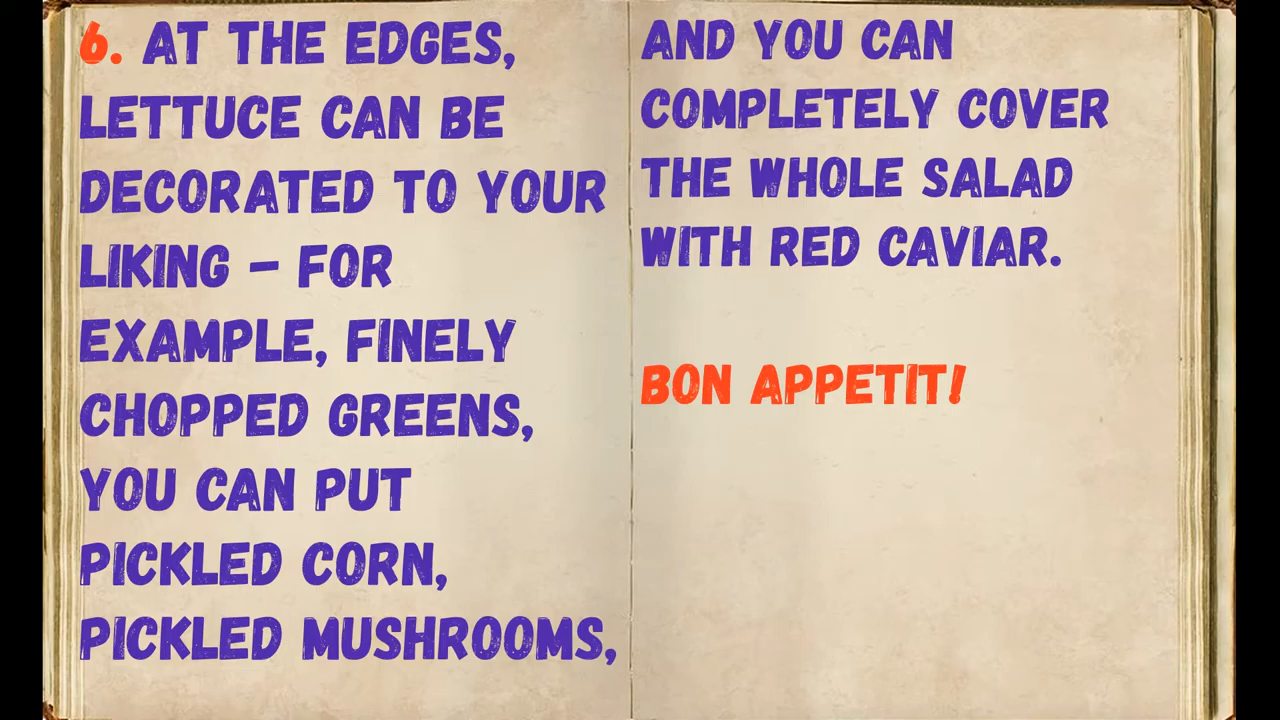 6. AT THE EDGES,
LETTUCE CAN BE
DECORATED TO YOUR
LIKING – FOR
EXAMPLE, FINELY
CHOPPED GREENS,
YOU CAN PUT
PICKLED CORN,
PICKLED MUSHROOMS,
AND YOU CAN
COMPLETELY COVER
THE WHOLE SALAD
WITH RED CAVIAR.
BON APPETIT!